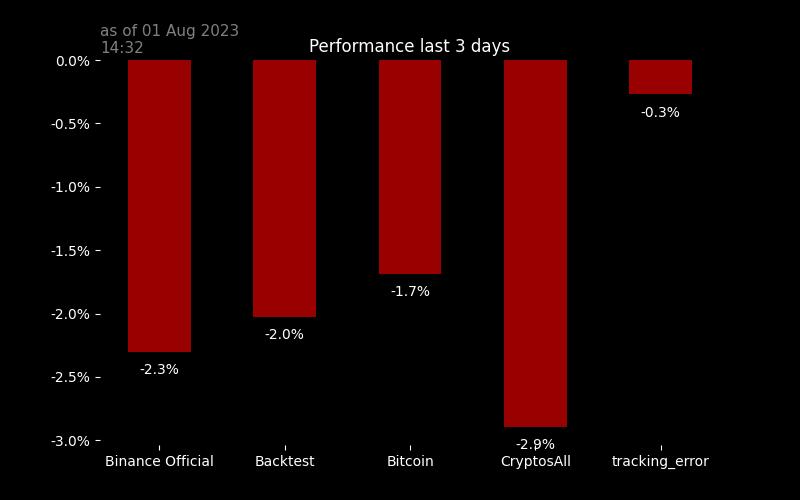 as of 01 Aug 2023
14:32
Performance last 3 days
0.0%
-0.5%
-1.0%
-1.5%
-2.0%
-2.5%
-3.0%
-2.3%
-2.0%
-1.7%
-2.9%
-0.3%
Binance Official
Backtest
Bitcoin
CryptosAll
tracking_error